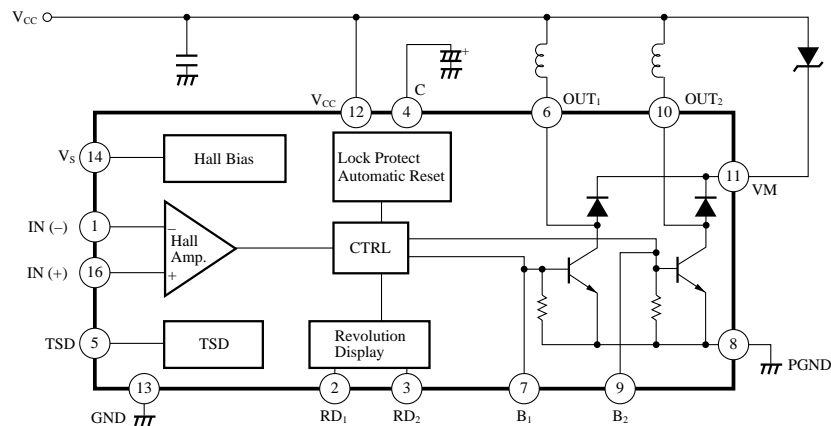 VCC
VCC
12
C
4
+
6
OUT1
10
OUT2
VS
14
Hall Bias
Lock Protect
Automatic Reset
11
VM
IN (–)
1
–
Hall
Amp.
+
CTRL
IN (+)
16
TSD
5
TSD
Revolution
Display
8
PGND
13
GND
2
RD1
3
RD2
7
B1
9
B2